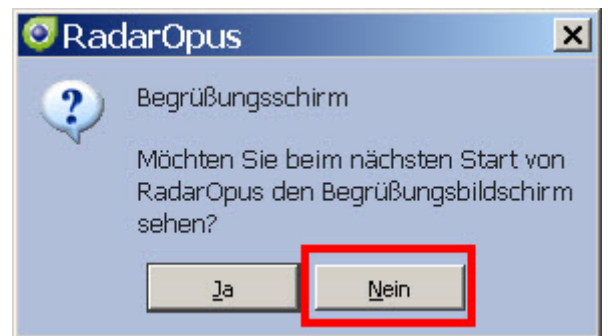 RadarOpus
Begrüßungsschirm
Möchten Sie beim nächsten Start von
RadarOpus den Begrüßungsbildschirm
sehen?
Ja
Nein